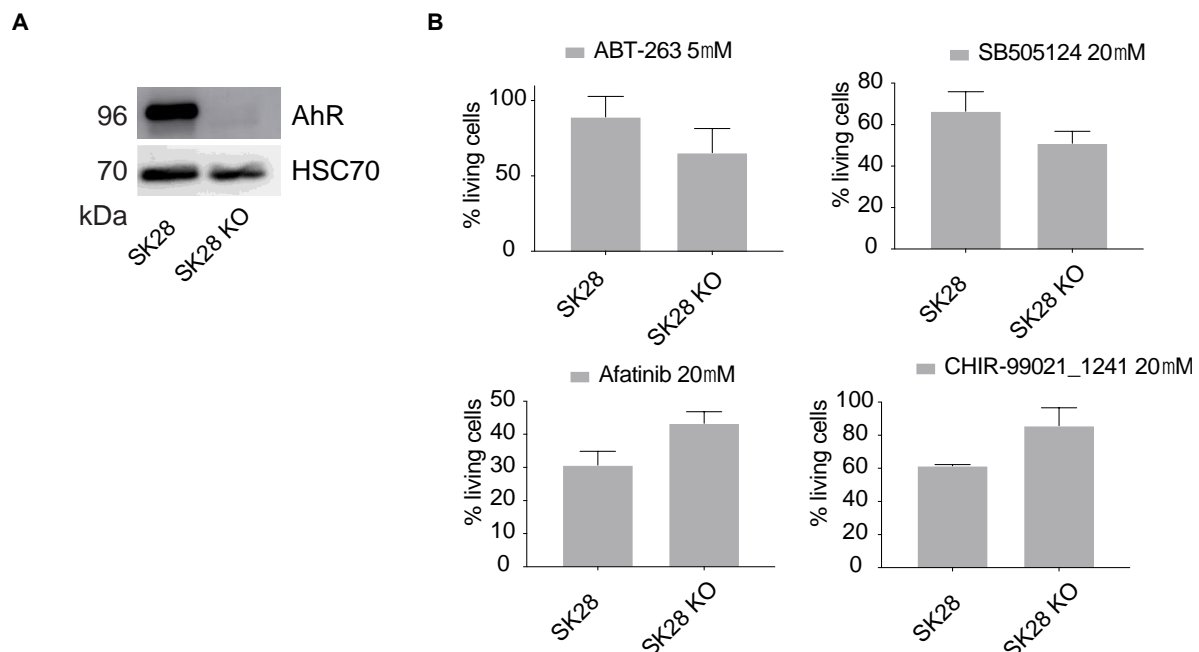 A
96
AhR
70
HSC70
kDa
SK28
SK28 KO
B
ABT-263 5mM
% living cells
100
50
0
SK28
SK28 KO
SB505124 20mM
% living cells
80
60
40
20
0
SK28
SK28 KO
Afatinib 20mM
% living cells
50
40
30
20
10
0
SK28
SK28 KO
CHIR-99021_1241 20mM
% living cells
100
80
60
40
20
0
SK28
SK28 KO